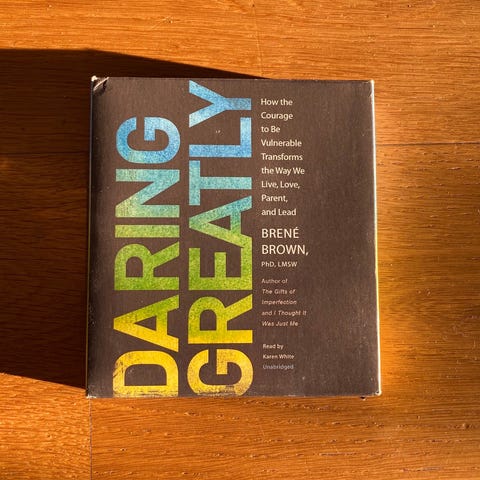 DARING
GREATLY
How the
Courage
to Be
Vulnerable
Transforms
the Way We
Live, Love,
Parent,
and Lead
BRENÉ
BROWN,
PhD, LMSW
Author of
The Gifts of
Imperfection
and I Thought It
Was Just Me
Read by
Karen White
Unabridged